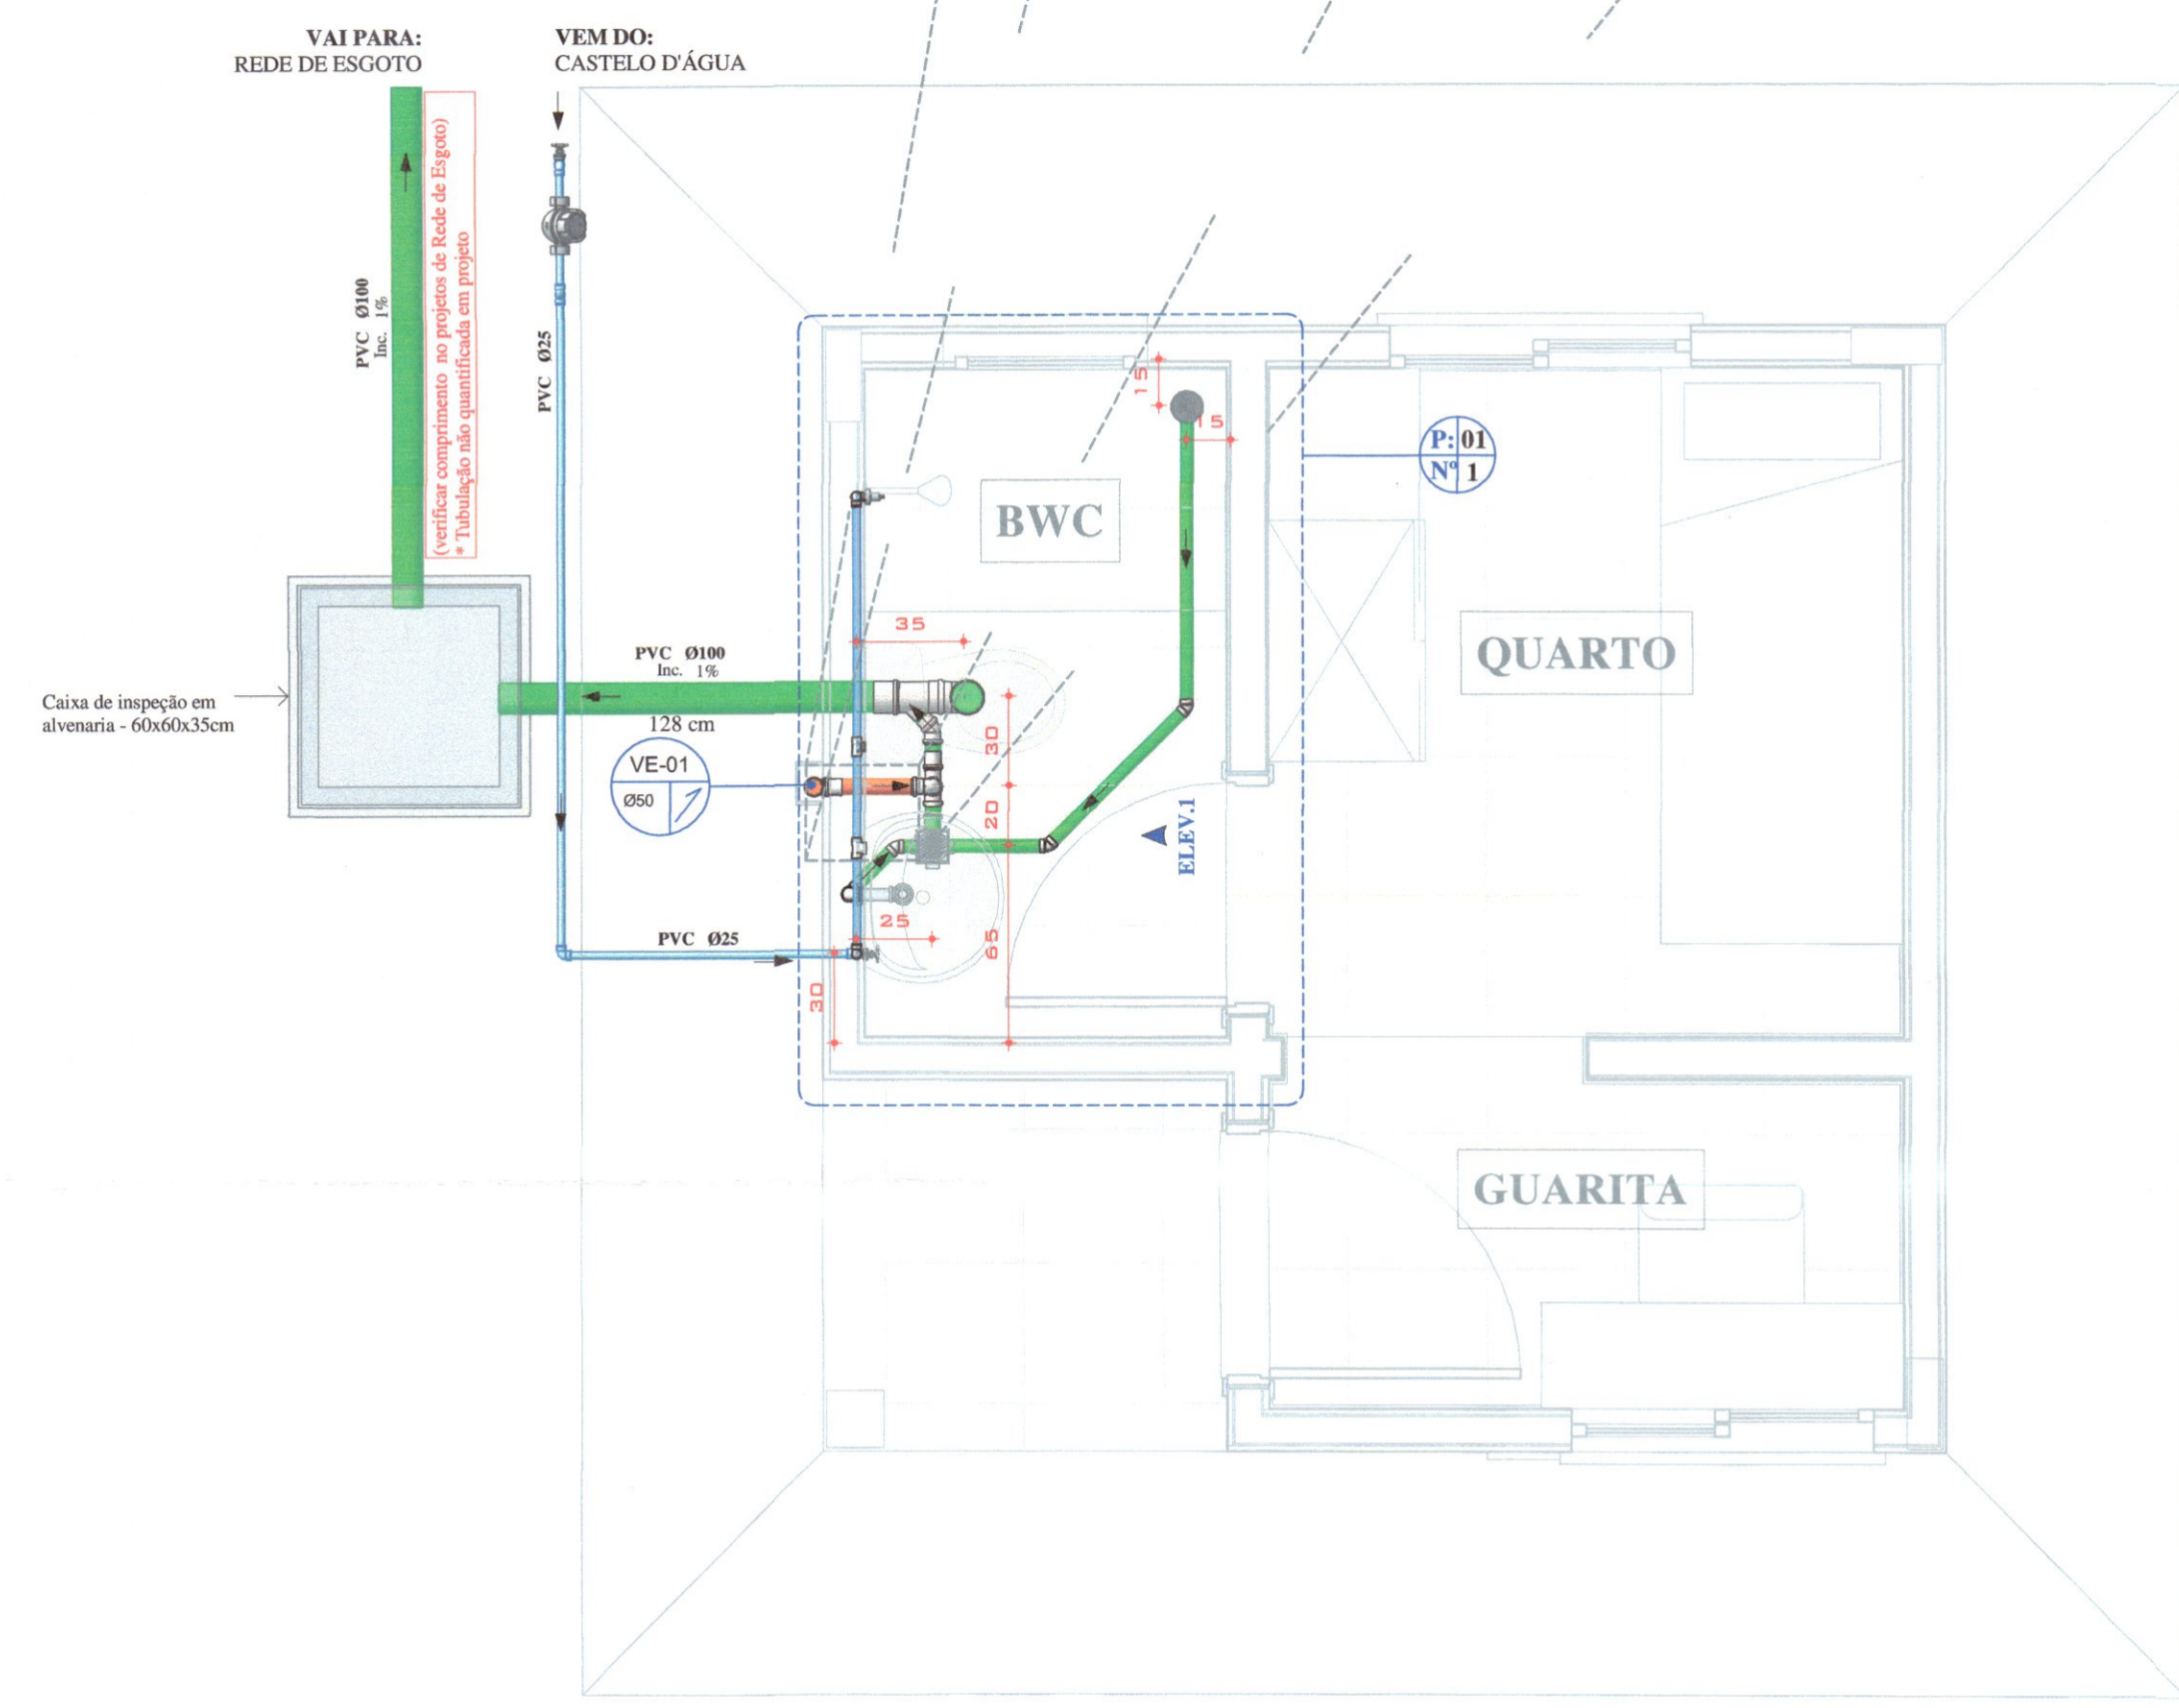 VAI PARA:
REDE DE ESGOTO
VEM DO:
CASTELO D'ÁGUA
PVC Ø100
Inc. 1%
(verificar comprimento no projetos de Rede de Esgoto)
* Tubulação não quantificada em projeto
PVC Ø25
15
15
P: 01
Nº 1
BWC
QUARTO
35
PVC Ø100
Inc. 1%
128 cm
Caixa de inspeção em
alvenaria - 60x60x35cm
VE-01
Ø50
30
20
ELEV.1
25
65
PVC Ø25
30
GUARITA